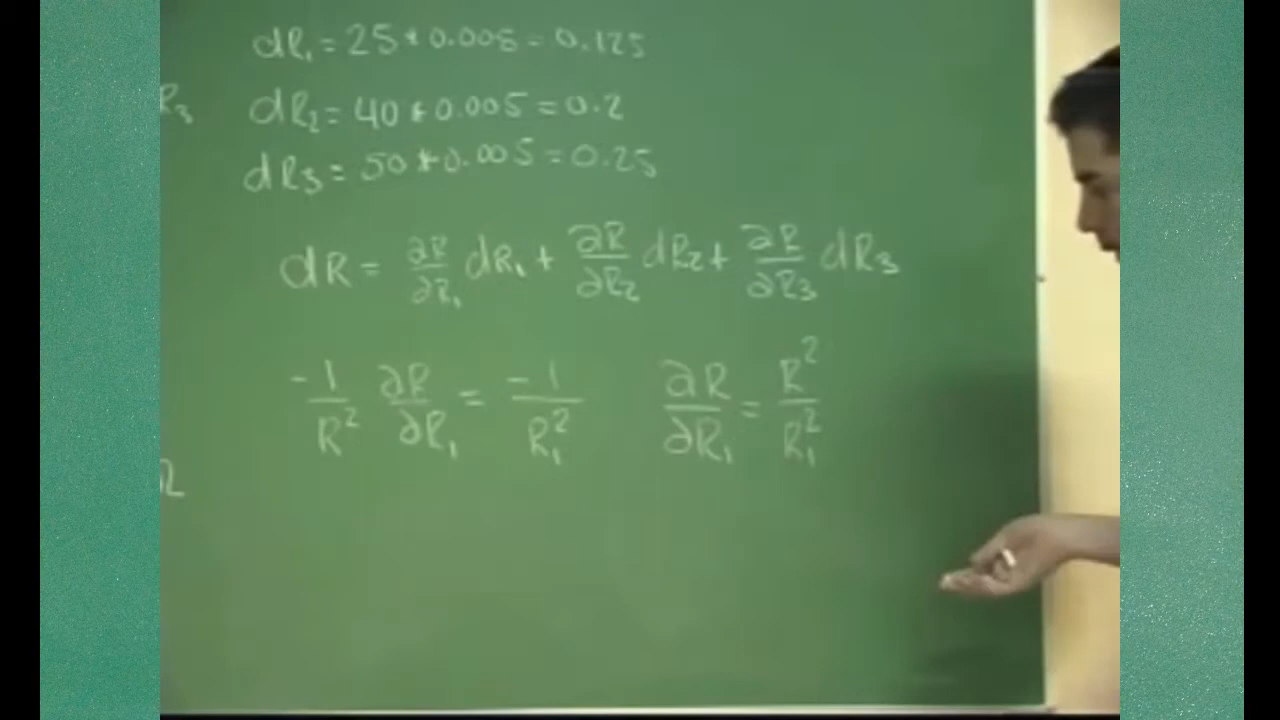 dR₁ = 25 * 0.005 = 0.125
R₃ dR₂ = 40 * 0.005 = 0.2
dR₃ = 50 * 0.005 = 0.25
dR = ∂R/∂R₁ dR₁ + ∂R/∂R₂ dR₂ + ∂R/∂R₃ dR₃
-1/R² ∂R/∂R₁ = -1/R₁² ∂R/∂R₁ = R²/R₁²